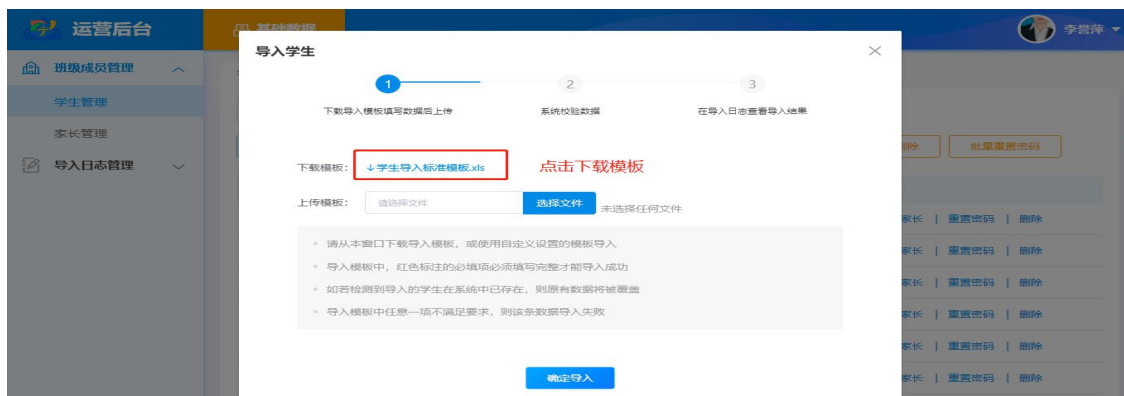 运营后台
基础数据
李誉萍
班级成员管理
学生管理
家长管理
导入日志管理
导入学生
1 2 3
下载导入模板填写数据后上传 系统校验数据 在导入日志查看导入结果
下载模板: ↓学生导入标准模板.xls 点击下载模板
上传模板: 请选择文件 选择文件 未选择任何文件
请从本窗口下载导入模板，或使用自定义设置的模板导入
导入模板中，红色标注的必填项必须填写完整才能导入成功
如若检测到导入的学生在系统中已存在，则原有数据将被覆盖
导入模板中任意一项不满足要求，则该条数据导入失败
确定导入
删除 批量重置密码
家长 | 重置密码 | 删除
家长 | 重置密码 | 删除
家长 | 重置密码 | 删除
家长 | 重置密码 | 删除
家长 | 重置密码 | 删除
家长 | 重置密码 | 删除